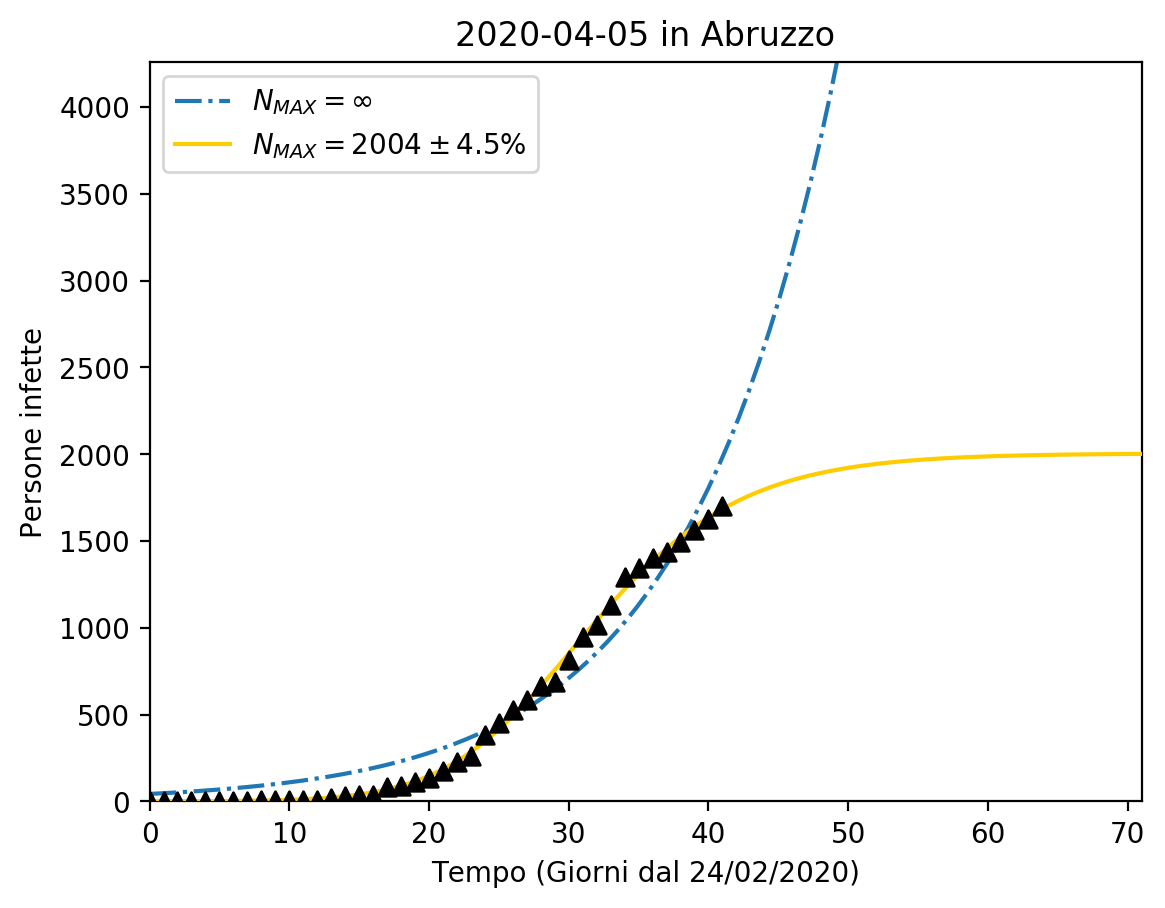 2020-04-05 in Abruzzo
N_MAX = ∞
N_MAX = 2004 ± 4.5%
4000
3500
3000
2500
2000
1500
1000
500
0
Persone infette
0 10 20 30 40 50 60 70
Tempo (Giorni dal 24/02/2020)